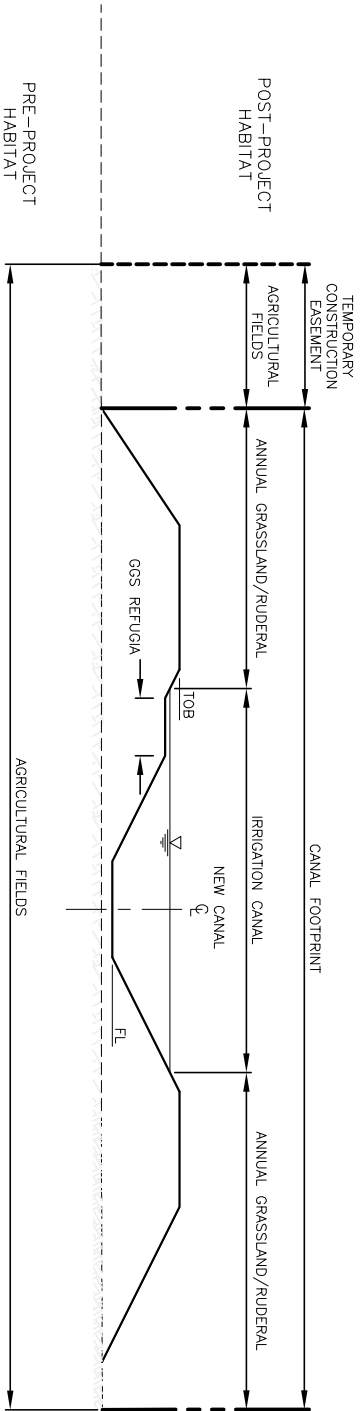 TEMPORARY
CONSTRUCTION
EASEMENT
CANAL FOOTPRINT
POST-PROJECT
HABITAT
AGRICULTURAL
FIELDS
ANNUAL GRASSLAND/RUDERAL
IRRIGATION CANAL
ANNUAL GRASSLAND/RUDERAL
NEW CANAL
TOB
GGS REFUGIA
CL
FL
PRE-PROJECT
HABITAT
AGRICULTURAL FIELDS